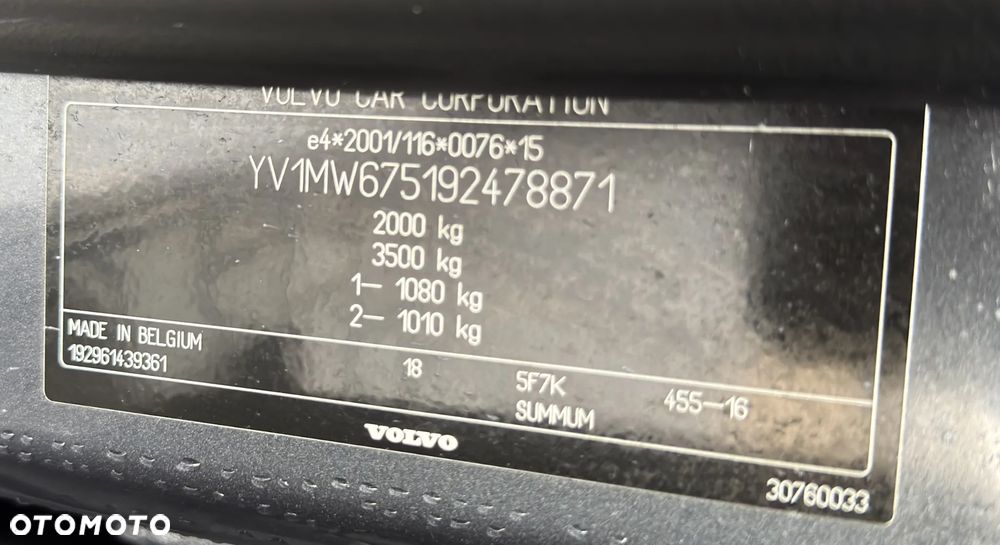 VOLVO CAR CORPORATION
e4*2001/116*0076*15
YV1MW675192478871
2000 kg
3500 kg
1- 1080 kg
2- 1010 kg
MADE IN BELGIUM
192961439361
18
5F7K
455-16
SUMMUM
VOLVO
30760033
OTOMOTO